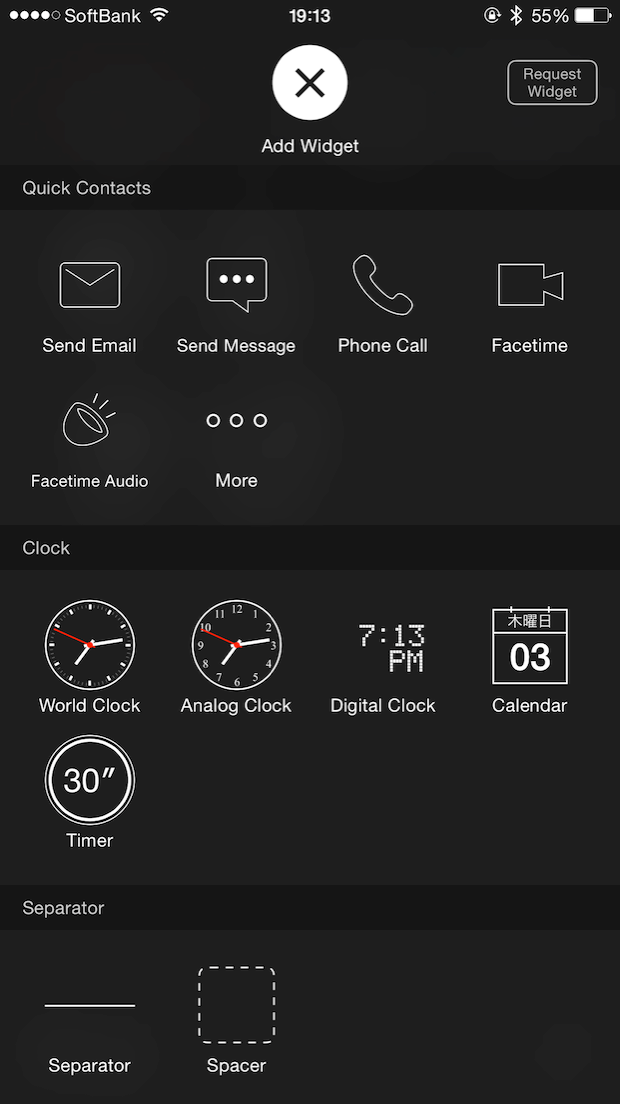 SoftBank 19:13 55%
Request
Widget
Add Widget
Quick Contacts
Send Email Send Message Phone Call Facetime
Facetime Audio More
Clock
12
11
10 2
9 3
8 4
7 6 5
7:13
PM
木曜日
03
World Clock Analog Clock Digital Clock Calendar
30″
Timer
Separator
Separator Spacer